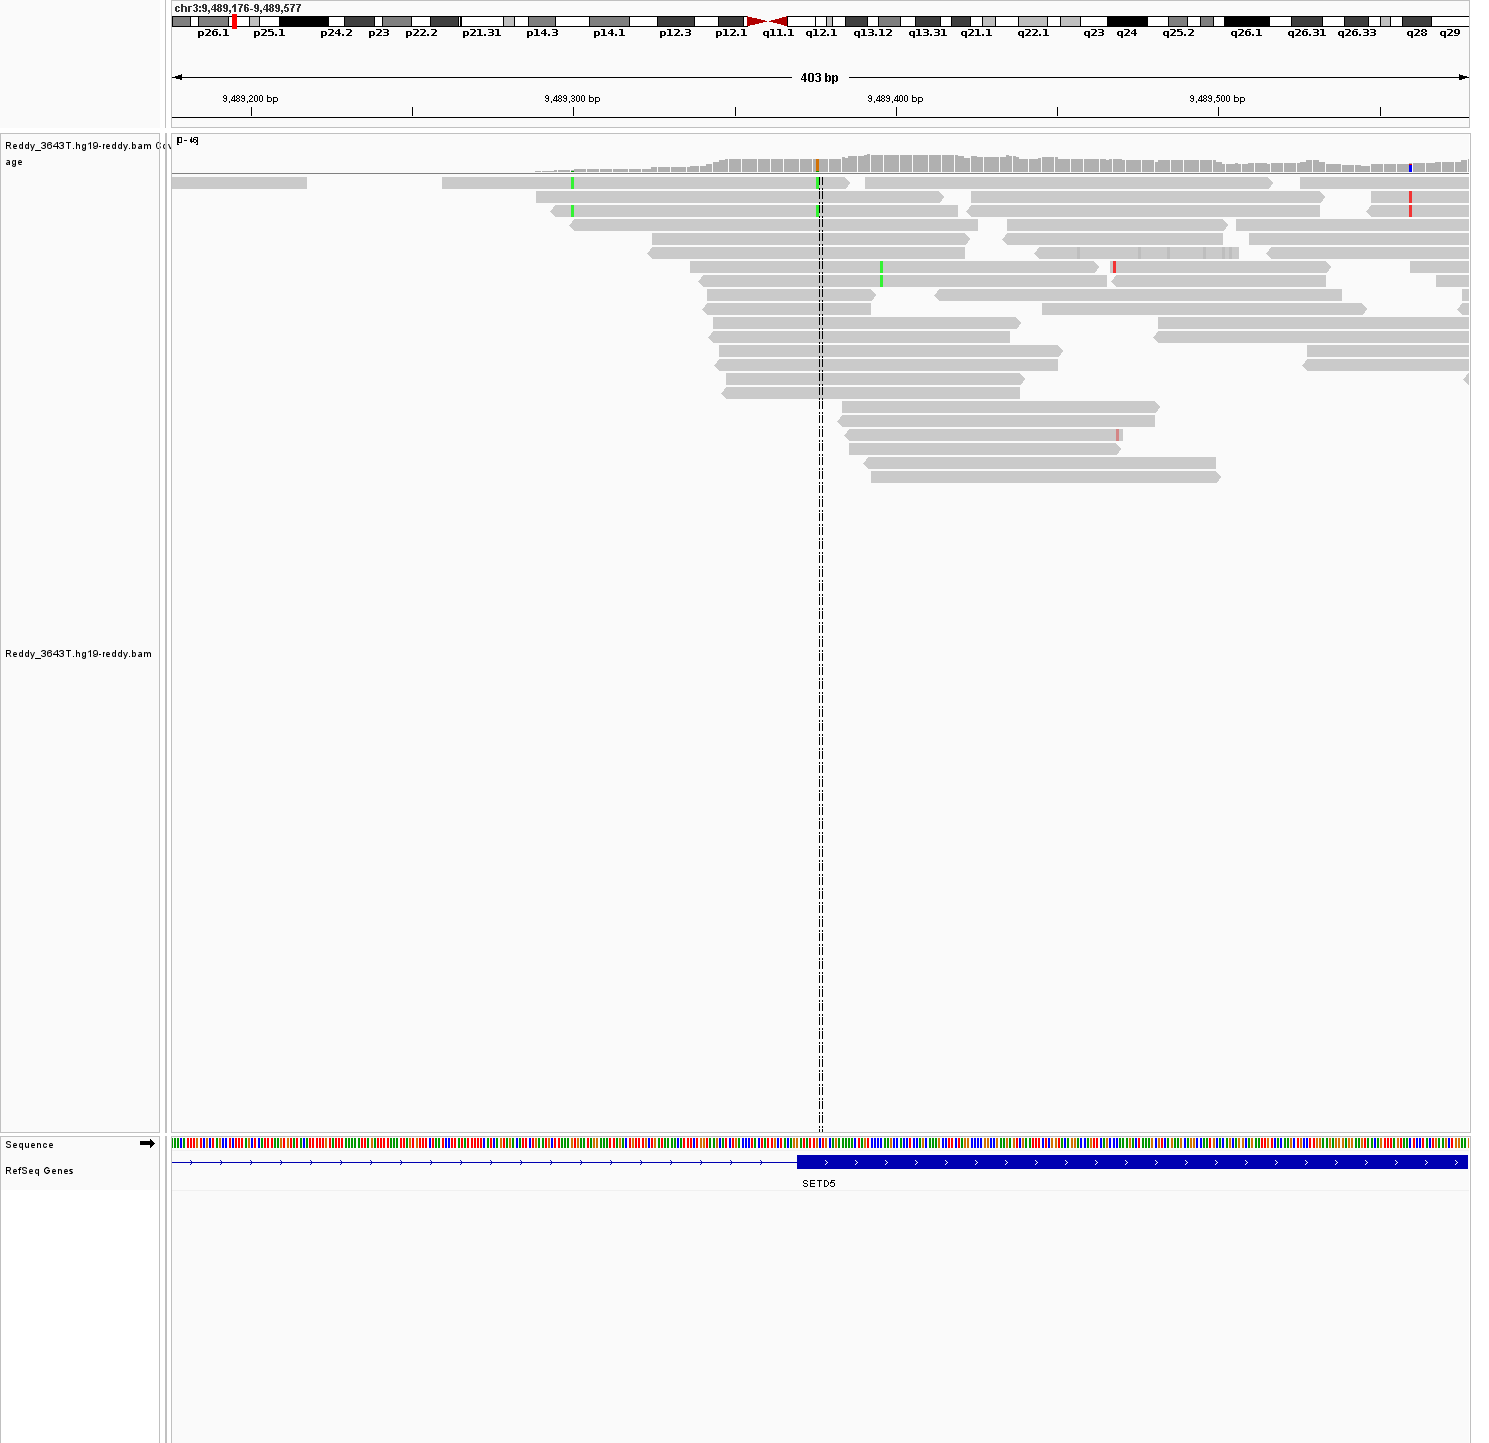 chr3:9,489,176-9,489,577
p26.1 p25.1 p24.2 p23 p22.2 p21.31 p14.3 p14.1 p12.3 p12.1 q11.1 q12.1 q13.12 q13.31 q21.1 q22.1 q23 q24 q25.2 q26.1 q26.31 q26.33 q28 q29
403 bp
9,489,200 bp 9,489,300 bp 9,489,400 bp 9,489,500 bp
[0 - 46]
Reddy_3643T.hg19-reddy.bam Cov
age
Reddy_3643T.hg19-reddy.bam
Sequence
RefSeq Genes
SETD5